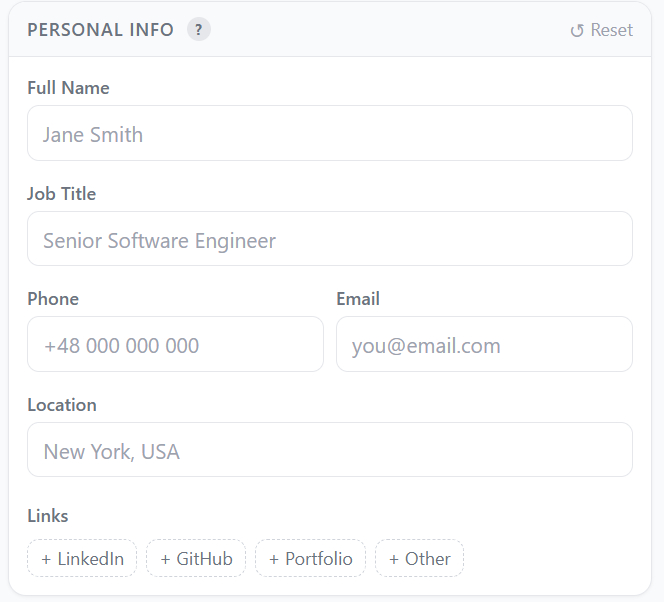 PERSONAL INFO ? ↺ Reset
Full Name
Jane Smith
Job Title
Senior Software Engineer
Phone Email
+48 000 000 000 you@email.com
Location
New York, USA
Links
+ LinkedIn + GitHub + Portfolio + Other